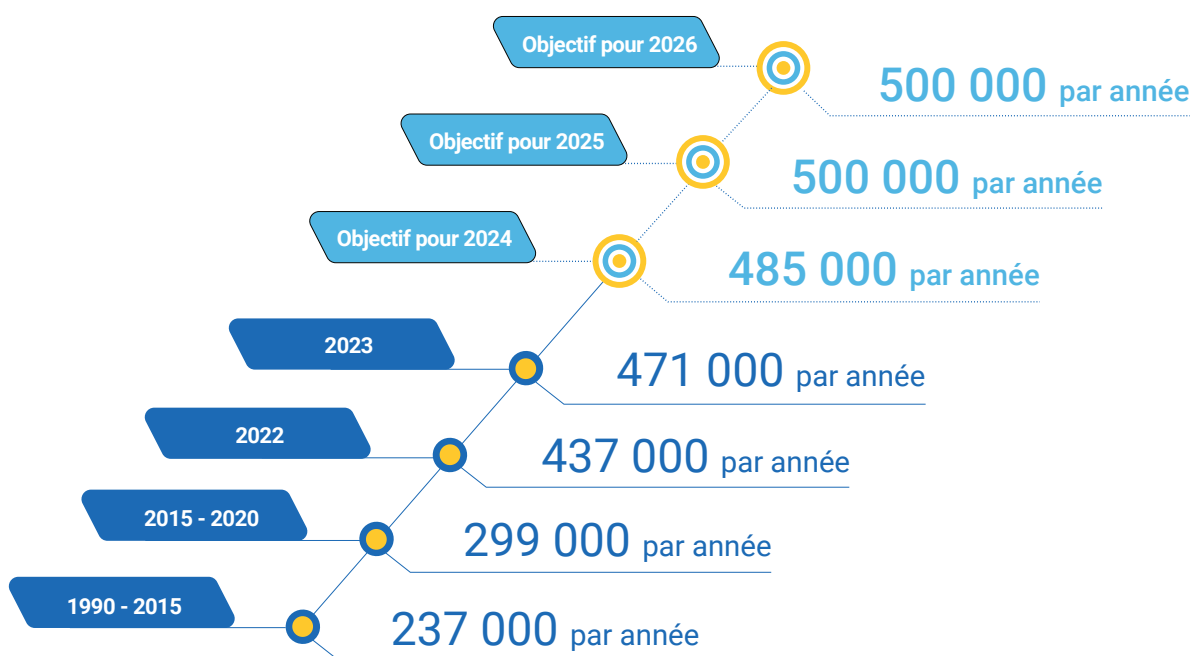 Objectif pour 2026
500 000 par année
Objectif pour 2025
500 000 par année
Objectif pour 2024
485 000 par année
2023
471 000 par année
2022
437 000 par année
2015 - 2020
299 000 par année
1990 - 2015
237 000 par année